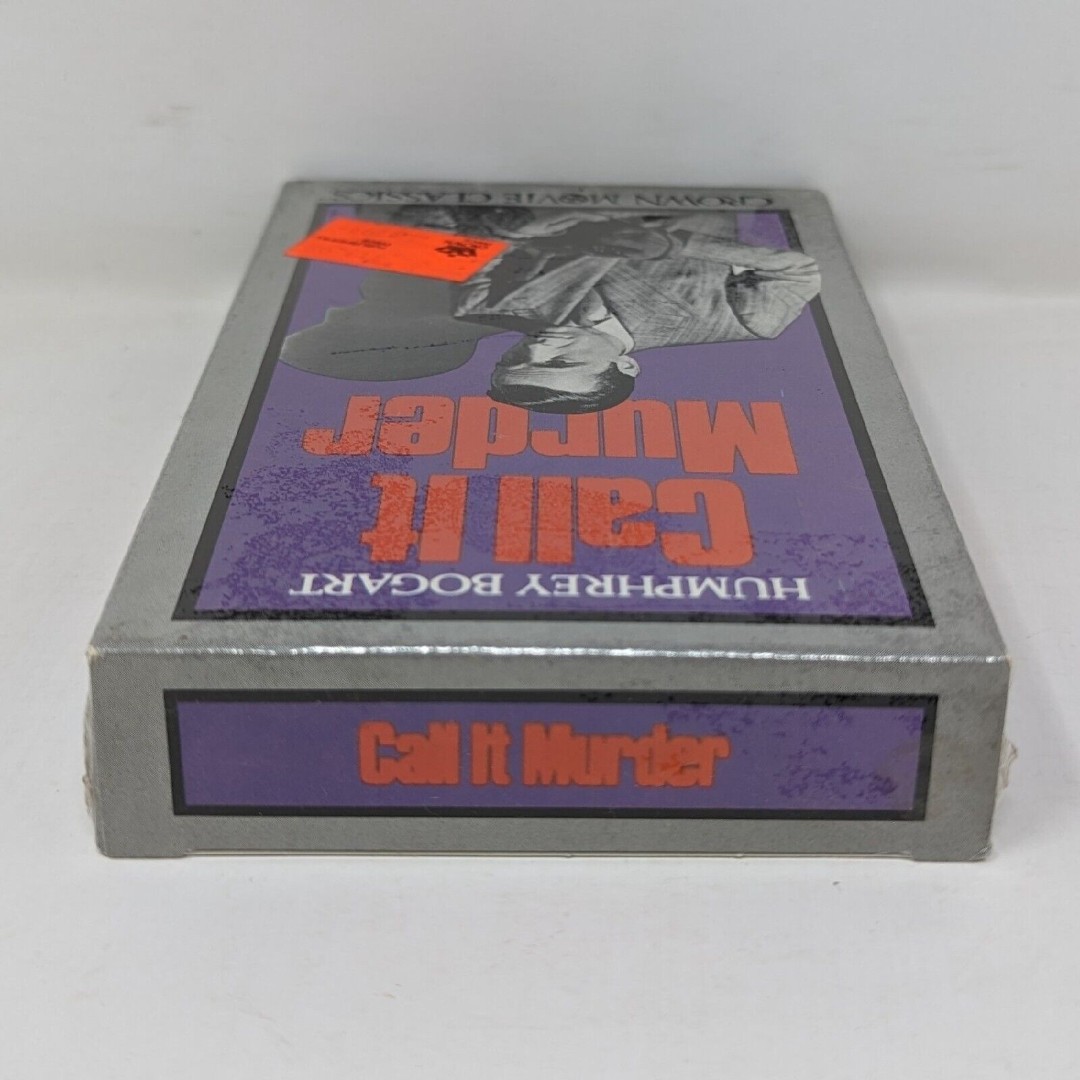 CROWN MOVIE CLASSICS
HUMPHREY BOGART
Call It
Murder
Call It Murder